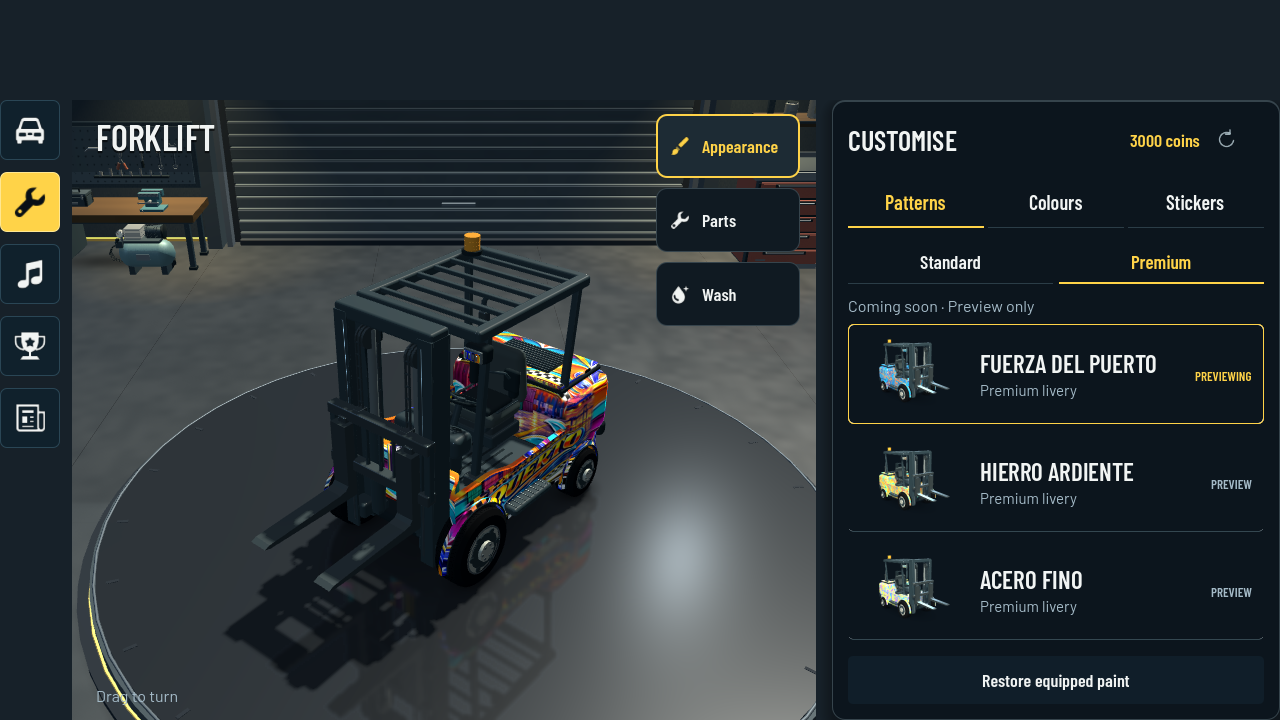 FORKLIFT
Appearance
Parts
Wash
PUERTO
Drag to turn
CUSTOMISE
3000 coins
Patterns
Colours
Stickers
Standard
Premium
Coming soon · Preview only
FUERZA DEL PUERTO
Premium livery
PREVIEWING
HIERRO ARDIENTE
Premium livery
PREVIEW
ACERO FINO
Premium livery
PREVIEW
Restore equipped paint